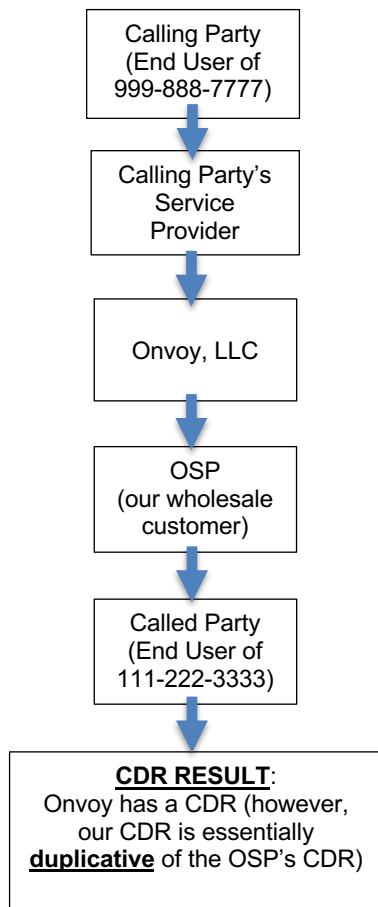 Calling Party
(End User of
999-888-7777)
Calling Party’s
Service
Provider
Onvoy, LLC
OSP
(our wholesale
customer)
Called Party
(End User of
111-222-3333)
CDR RESULT:
Onvoy has a CDR (however,
our CDR is essentially
duplicative of the OSP’s CDR)